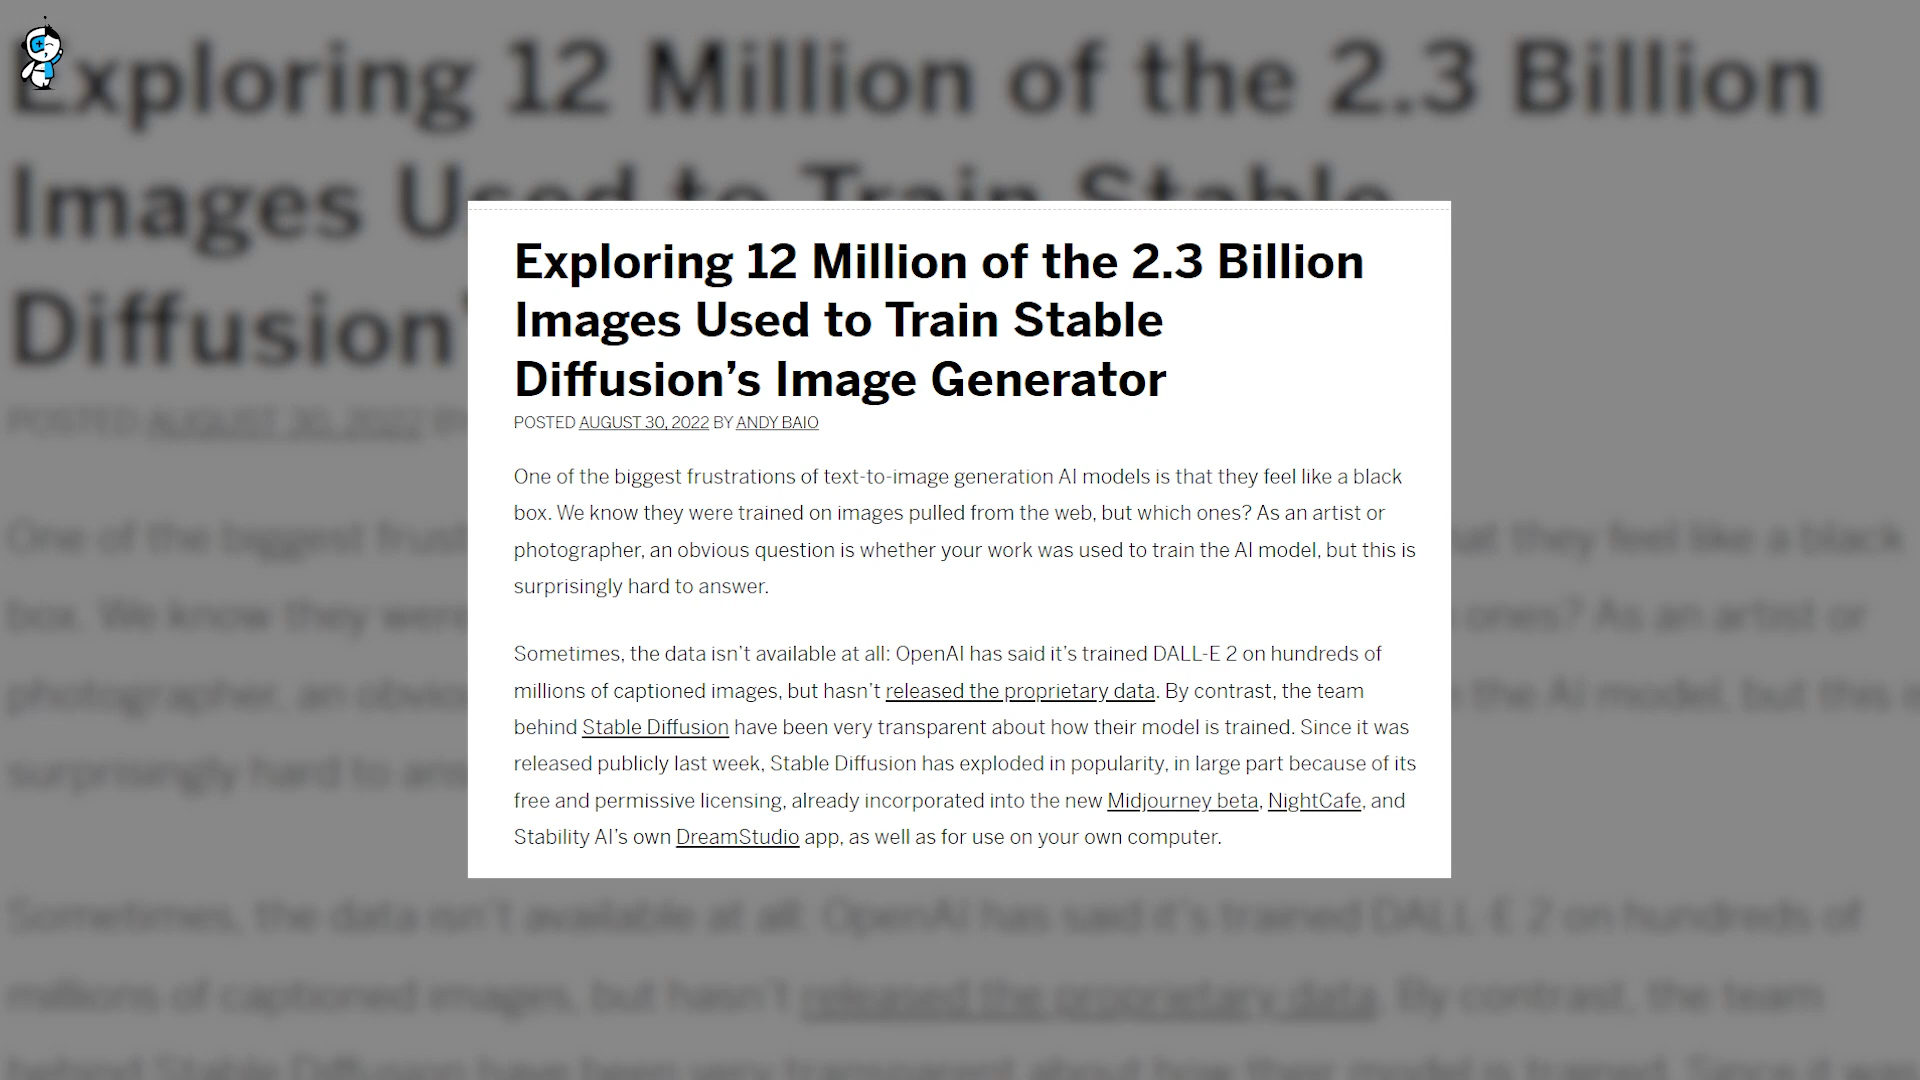 Exploring 12 Million of the 2.3 Billion
Images Used to Train Stable
Diffusion’s Image Generator
POSTED AUGUST 30, 2022 BY ANDY BAIO
One of the biggest frustrations of text-to-image generation AI models is that they feel like a black
box. We know they were trained on images pulled from the web, but which ones? As an artist or
photographer, an obvious question is whether your work was used to train the AI model, but this is
surprisingly hard to answer.
Sometimes, the data isn’t available at all: OpenAI has said it’s trained DALL-E 2 on hundreds of
millions of captioned images, but hasn’t released the proprietary data. By contrast, the team
behind Stable Diffusion have been very transparent about how their model is trained. Since it was
released publicly last week, Stable Diffusion has exploded in popularity, in large part because of its
free and permissive licensing, already incorporated into the new Midjourney beta, NightCafe, and
Stability AI’s own DreamStudio app, as well as for use on your own computer.